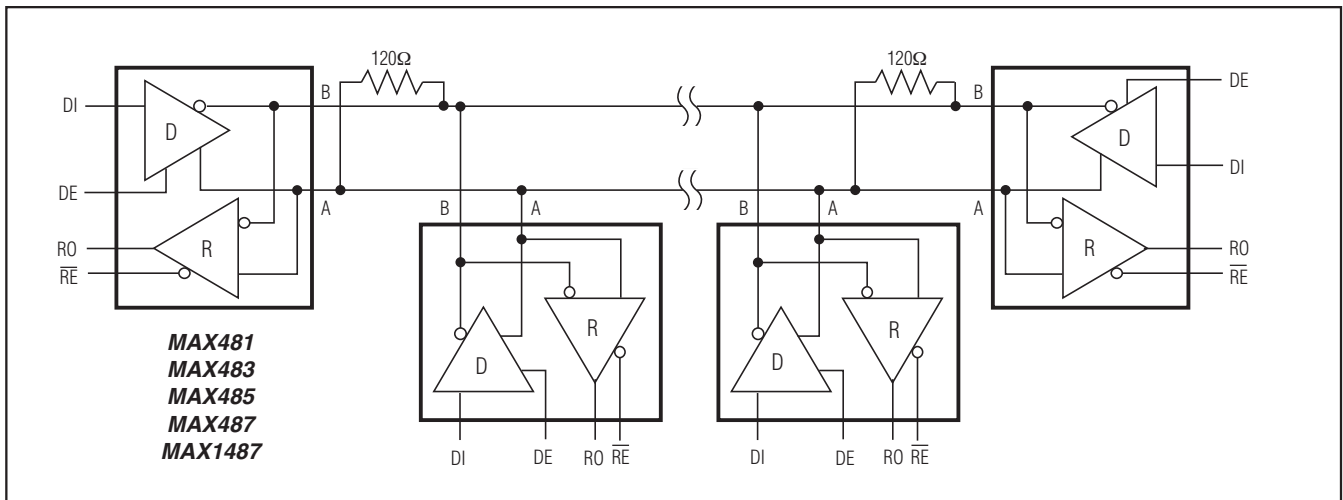 120Ω
120Ω
B
B
DI
D
DE
A
RO
R
RE
DE
D
DI
A
R
RO
RE
B
A
D
R
DI
DE
RO
RE
B
A
D
R
DI
DE
RO
RE
MAX481
MAX483
MAX485
MAX487
MAX1487